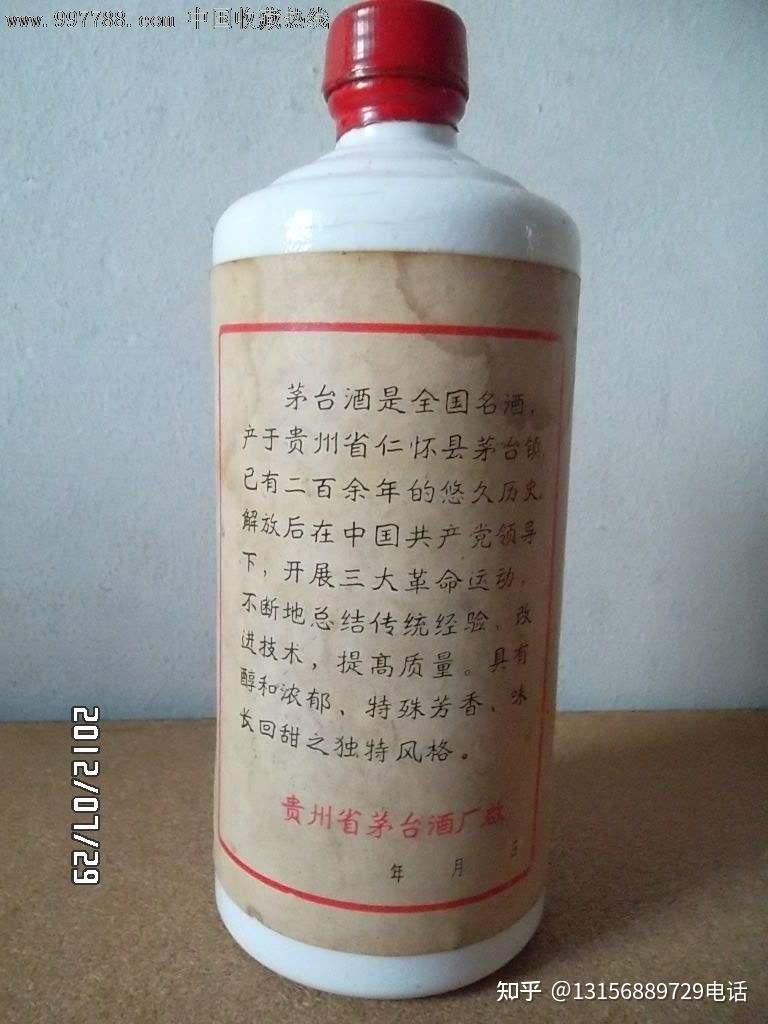 www.997788.com 中国收藏热线
茅台酒是全国名酒，
产于贵州省仁怀县茅台镇，
已有二百余年的悠久历史，
解放后在中国共产党领导
下，开展三大革命运动，
不断地总结传统经验、改
进技术，提高质量。具有
醇和浓郁、特殊芳香、味
长回甜之独特风格。
贵州省茅台酒厂敬
年 月 日
2012/07/29
知乎 @13156889729电话